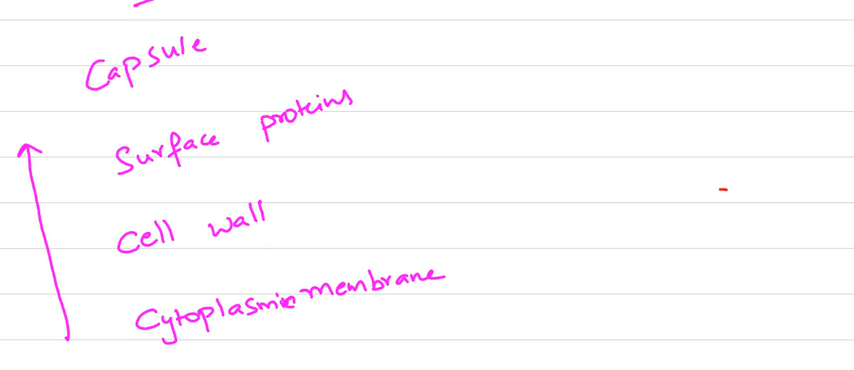 Capsule
Surface proteins
Cell wall
Cytoplasmic membrane